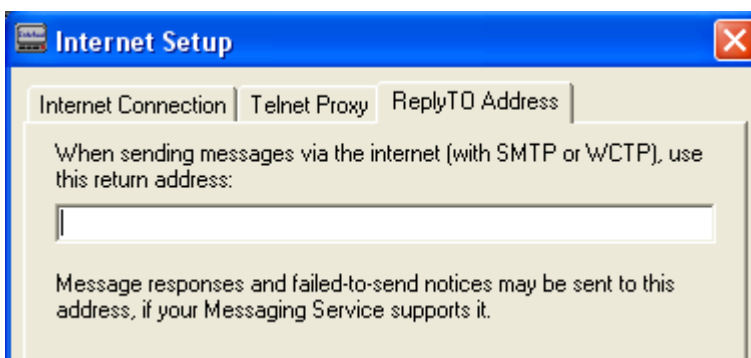 Internet Setup
Internet Connection Telnet Proxy ReplyTO Address
When sending messages via the internet (with SMTP or WCTP), use
this return address:
Message responses and failed-to-send notices may be sent to this
address, if your Messaging Service supports it.